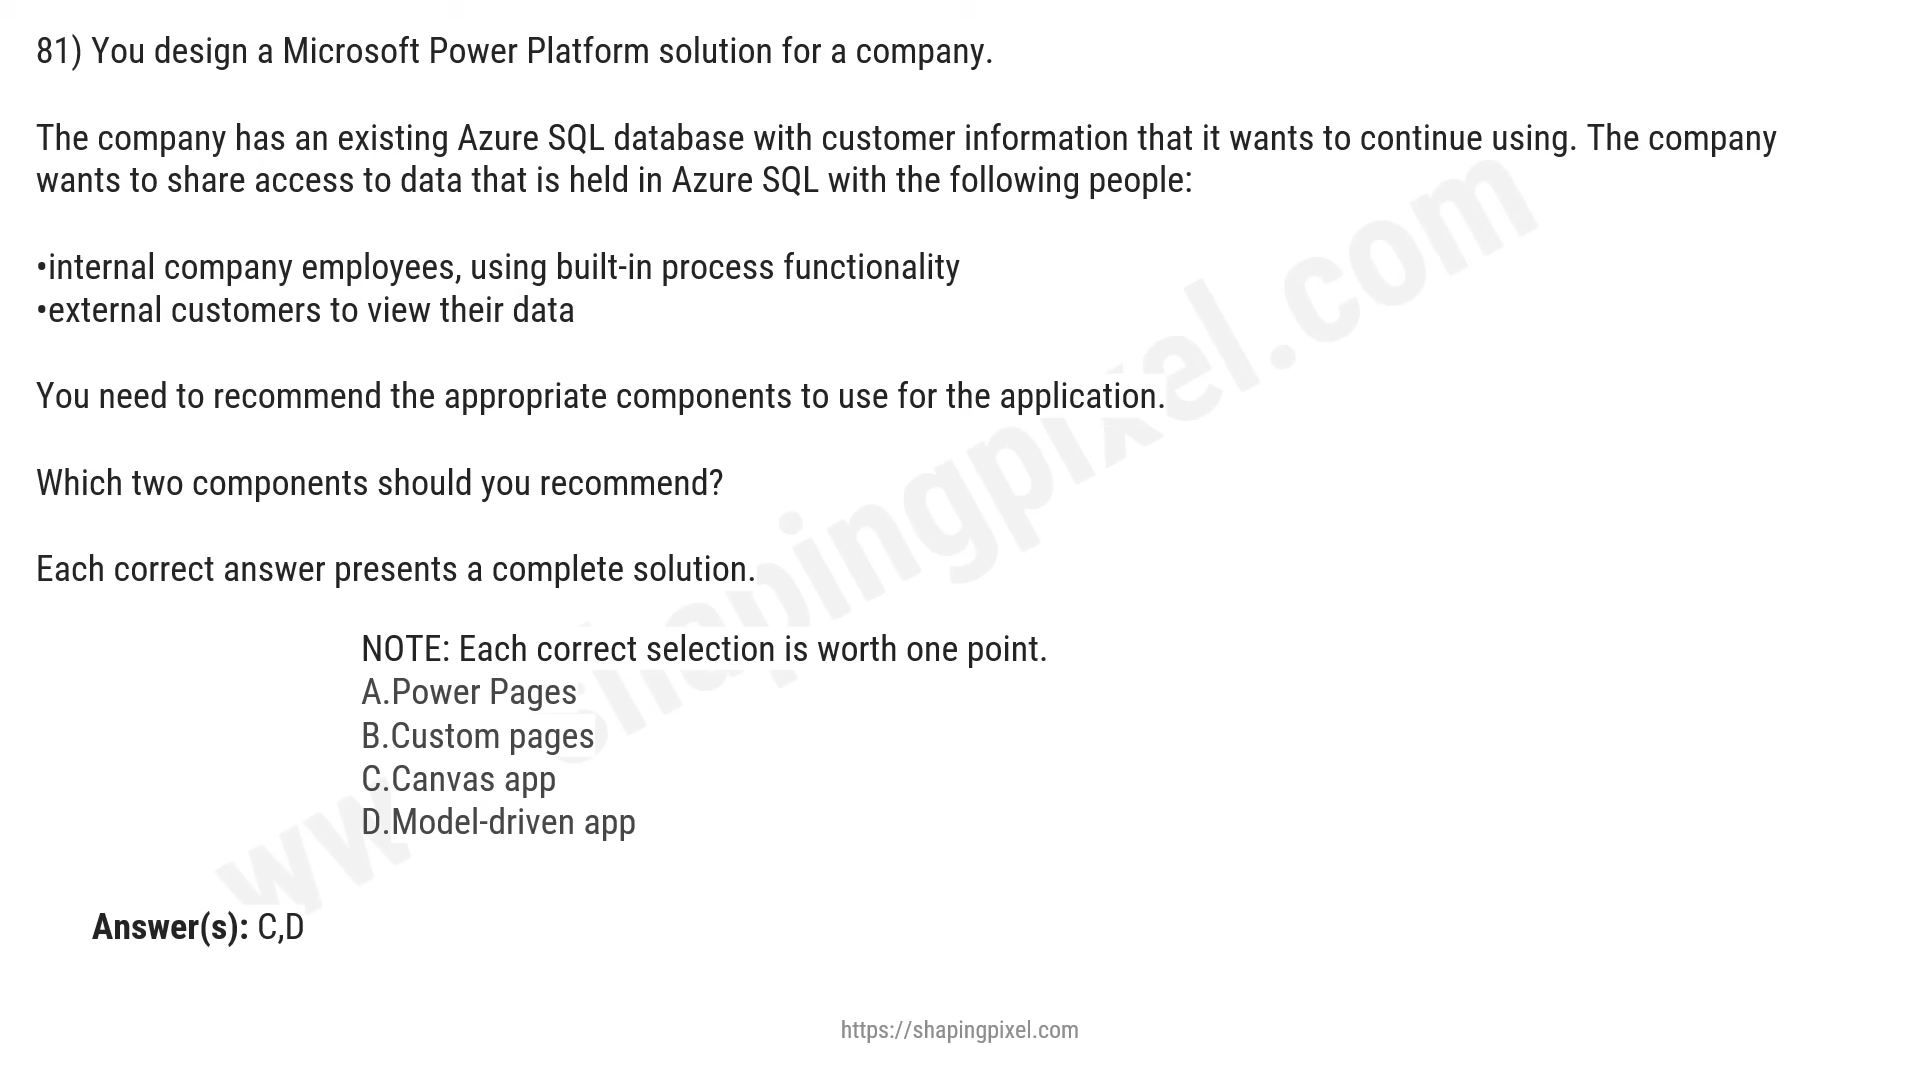 81) You design a Microsoft Power Platform solution for a company.
The company has an existing Azure SQL database with customer information that it wants to continue using. The company
wants to share access to data that is held in Azure SQL with the following people:
•internal company employees, using built-in process functionality
•external customers to view their data
You need to recommend the appropriate components to use for the application.
Which two components should you recommend?
Each correct answer presents a complete solution.
NOTE: Each correct selection is worth one point.
A.Power Pages
B.Custom pages
C.Canvas app
D.Model-driven app
Answer(s): C,D
https://shapingpixel.com